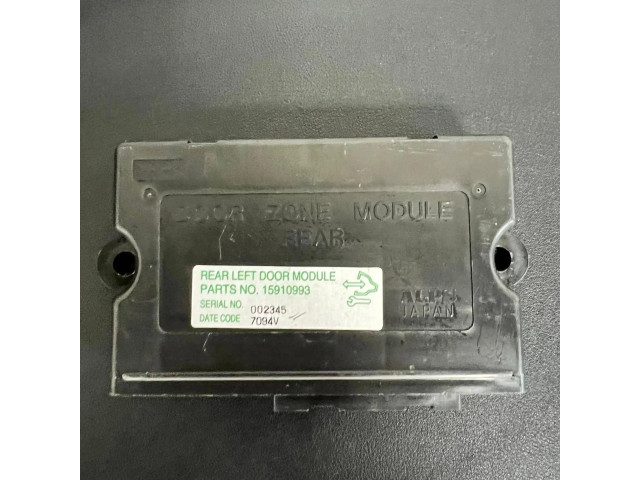 DOOR ZONE MODULE
REAR
REAR LEFT DOOR MODULE
PARTS NO. 15910993
SERIAL NO. 002345
DATE CODE 7094V
ALPS
JAPAN